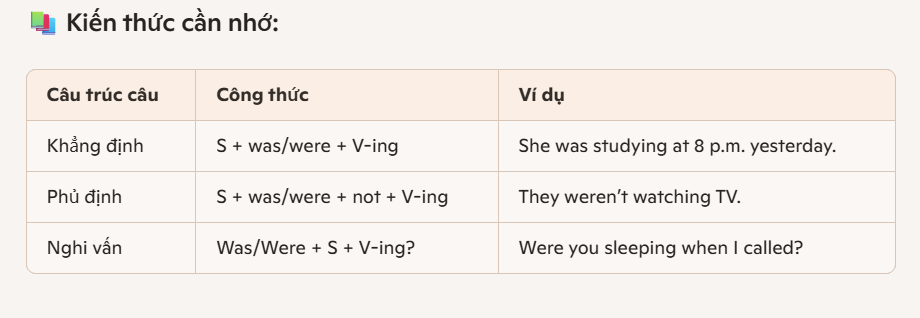 Kiến thức cần nhớ:
Câu trúc câu Công thức Ví dụ
Khẳng định S + was/were + V-ing She was studying at 8 p.m. yesterday.
Phủ định S + was/were + not + V-ing They weren’t watching TV.
Nghi vấn Was/Were + S + V-ing? Were you sleeping when I called?